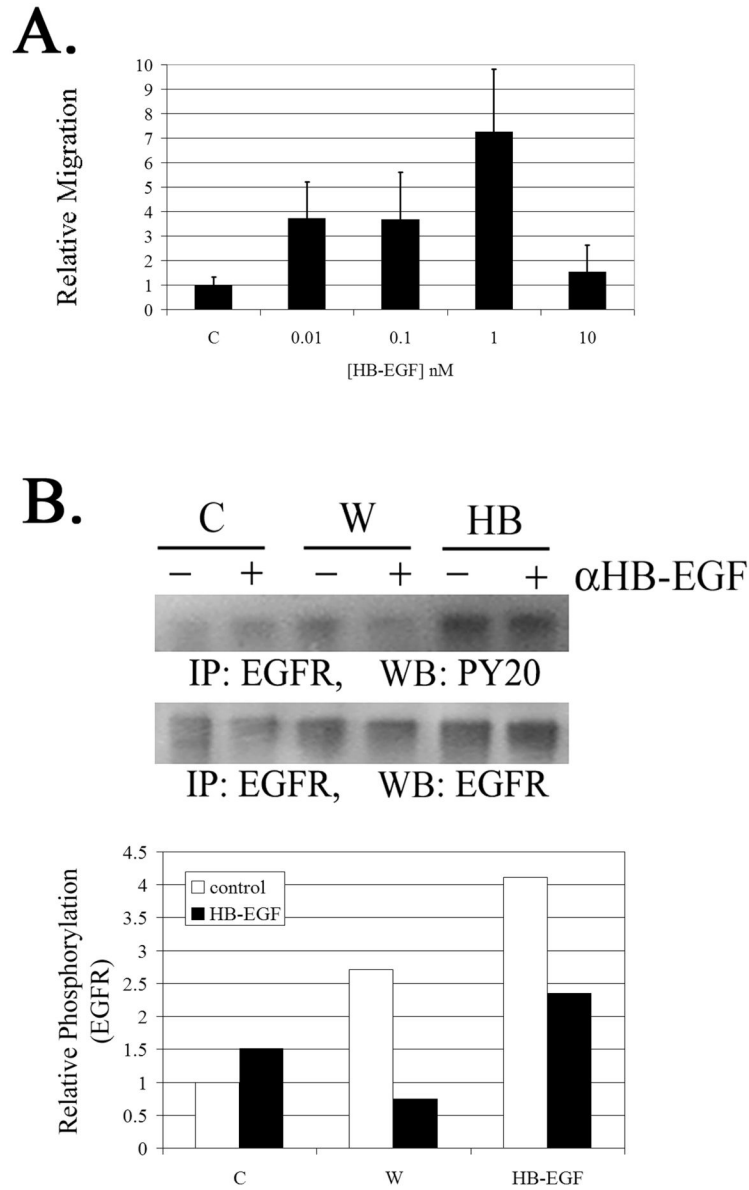 A.
Relative Migration
10
9
8
7
6
5
4
3
2
1
0
C 0.01 0.1 1 10
[HB-EGF] nM
B.
C W HB
− + − + − + αHB-EGF
IP: EGFR, WB: PY20
IP: EGFR, WB: EGFR
Relative Phosphorylation
(EGFR)
4.5
4
3.5
3
2.5
2
1.5
1
0.5
0
control
HB-EGF
C W HB-EGF